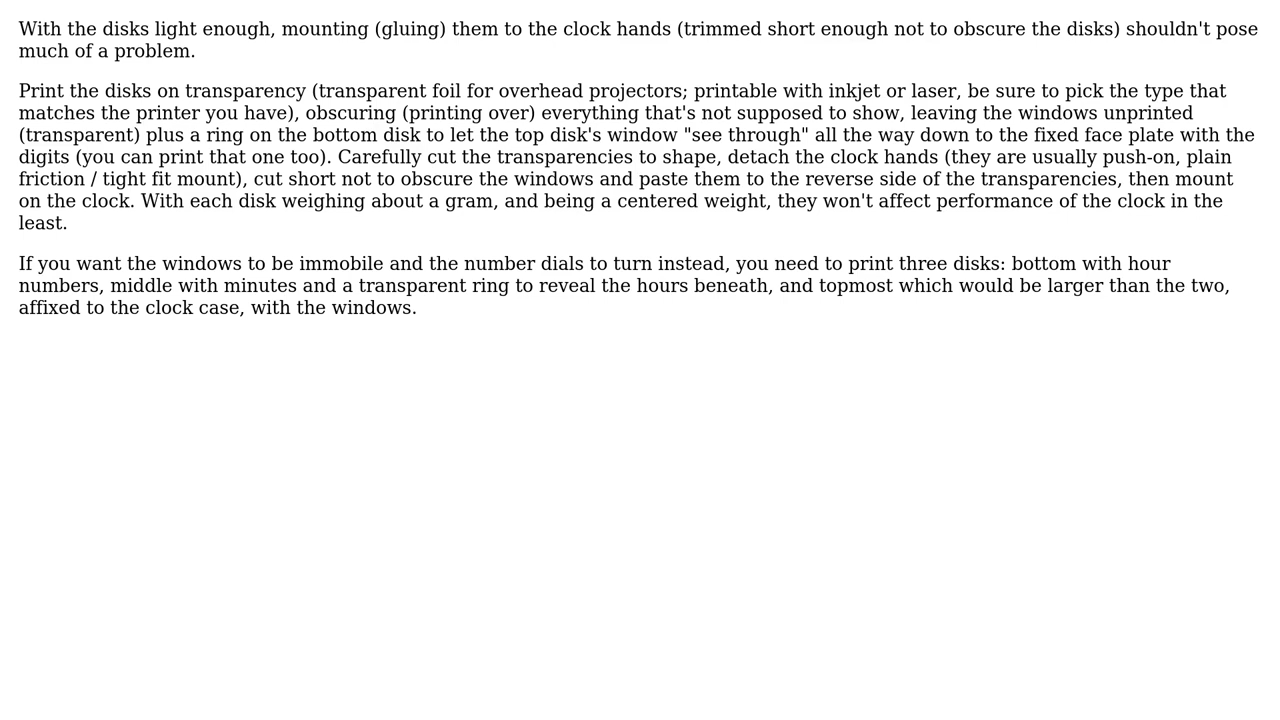 With the disks light enough, mounting (gluing) them to the clock hands (trimmed short enough not to obscure the disks) shouldn't pose
much of a problem.
Print the disks on transparency (transparent foil for overhead projectors; printable with inkjet or laser, be sure to pick the type that
matches the printer you have), obscuring (printing over) everything that's not supposed to show, leaving the windows unprinted
(transparent) plus a ring on the bottom disk to let the top disk's window "see through" all the way down to the fixed face plate with the
digits (you can print that one too). Carefully cut the transparencies to shape, detach the clock hands (they are usually push-on, plain
friction / tight fit mount), cut short not to obscure the windows and paste them to the reverse side of the transparencies, then mount
on the clock. With each disk weighing about a gram, and being a centered weight, they won't affect performance of the clock in the
least.
If you want the windows to be immobile and the number dials to turn instead, you need to print three disks: bottom with hour
numbers, middle with minutes and a transparent ring to reveal the hours beneath, and topmost which would be larger than the two,
affixed to the clock case, with the windows.